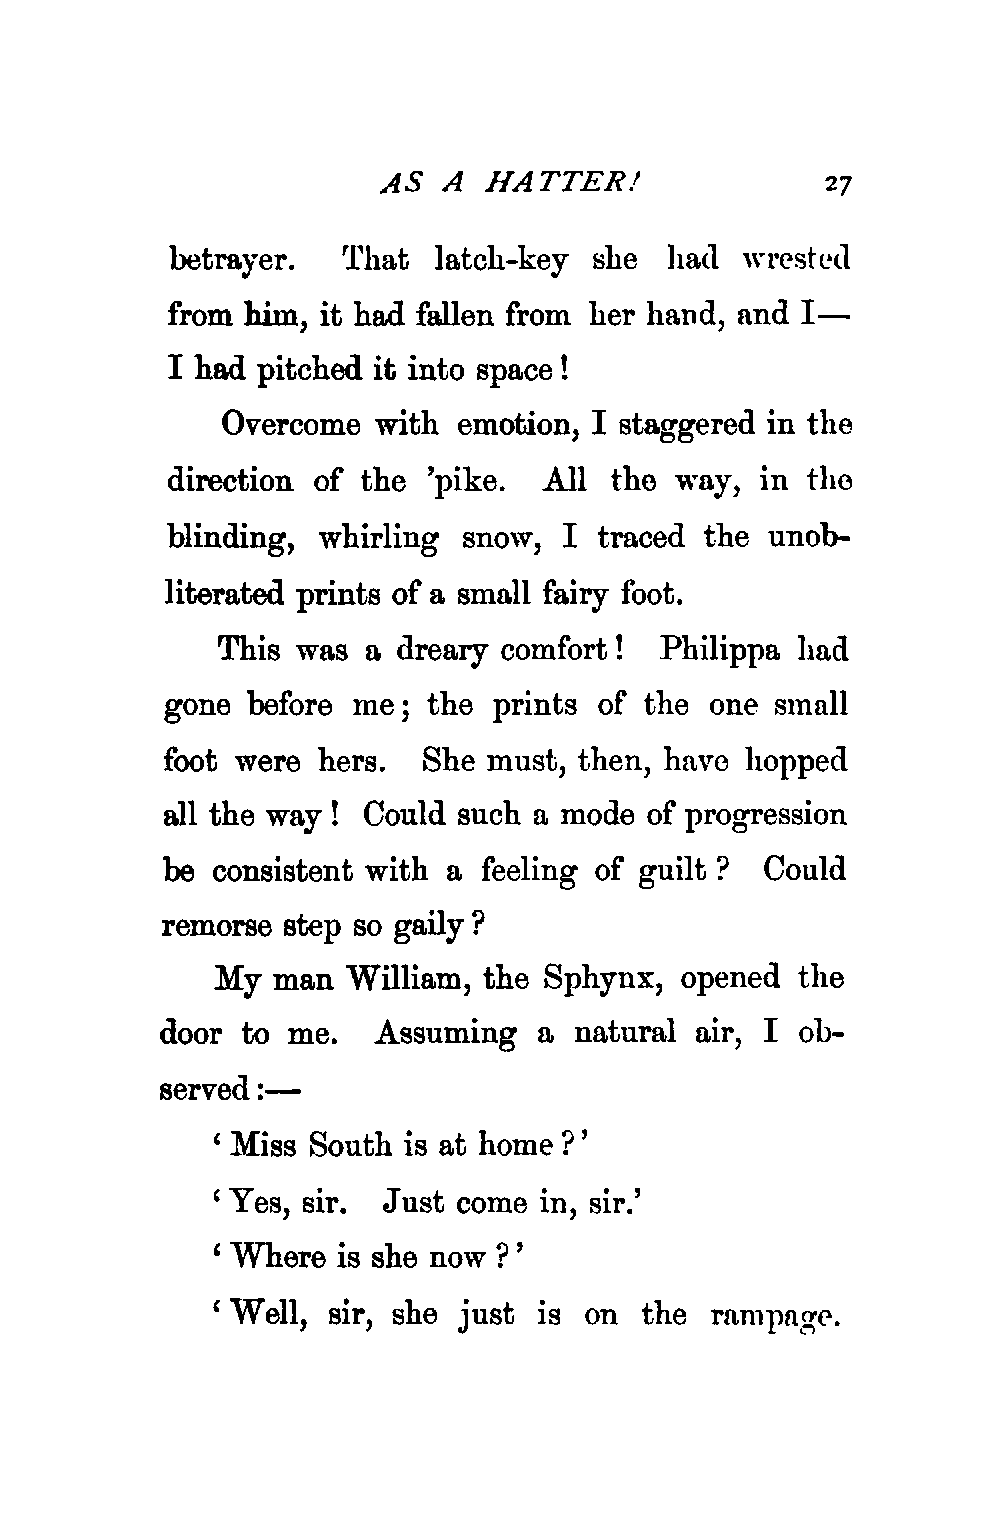 AS A HATTER! 27
betrayer. That latch-key she had wrested
from him, it had fallen from her hand, and I—
I had pitched it into space!
Overcome with emotion, I staggered in the
direction of the ’pike. All the way, in the
blinding, whirling snow, I traced the unob-
literated prints of a small fairy foot.
This was a dreary comfort! Philippa had
gone before me; the prints of the one small
foot were hers. She must, then, have hopped
all the way! Could such a mode of progression
be consistent with a feeling of guilt? Could
remorse step so gaily?
My man William, the Sphynx, opened the
door to me. Assuming a natural air, I ob-
served:—
‘Miss South is at home?’
‘Yes, sir. Just come in, sir.’
‘Where is she now?’
‘Well, sir, she just is on the rampage.